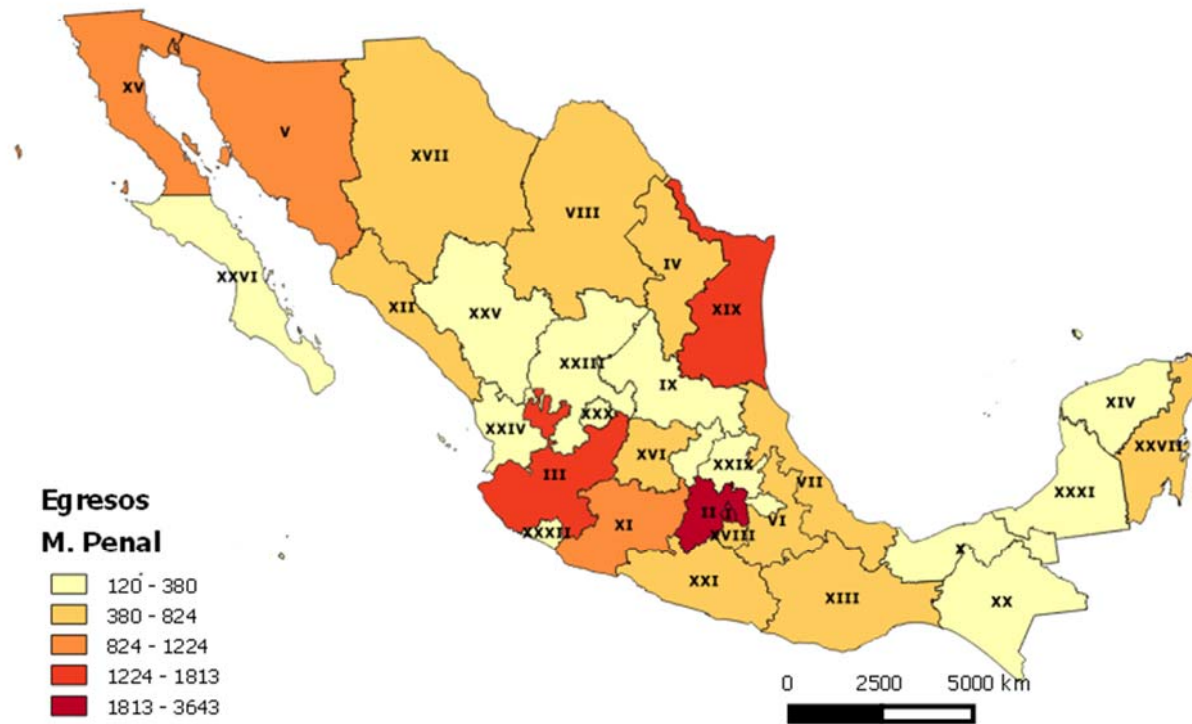 XV
V
XVII
VIII
IV
XXVI
XII
XXV
XIX
XXIII
IX
XXIV
XXX
XIV
XVI
XXIX
XXVII
III
VII
XXXI
II
I
VI
XI
XXXII
XVIII
X
XXI
XIII
XX
Egresos
M. Penal
120 - 380
380 - 824
824 - 1224
1224 - 1813
1813 - 3643
0 2500 5000 km